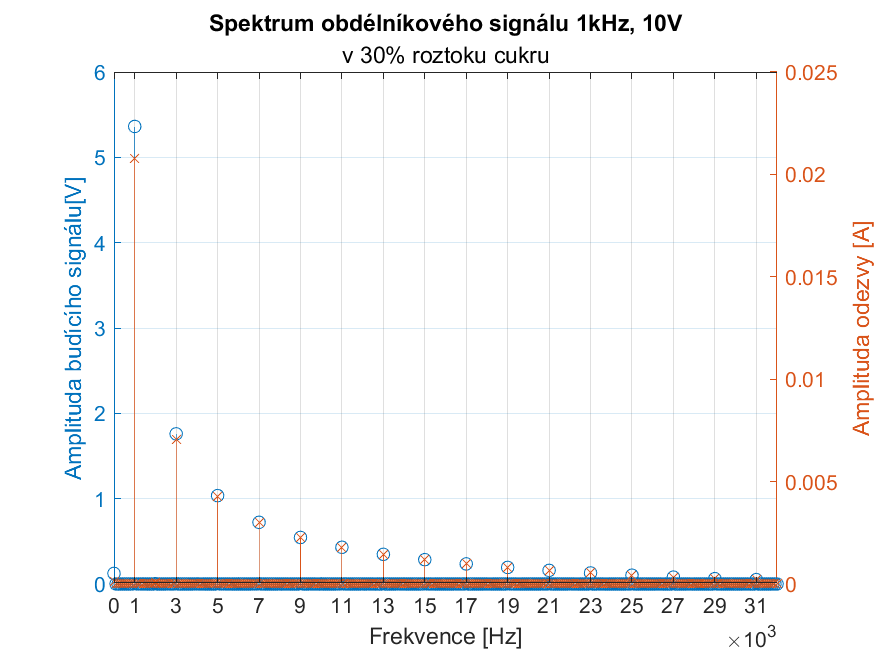 Spektrum obdélníkového signálu 1kHz, 10V
v 30% roztoku cukru
6
5
4
3
2
1
0
Amplituda budícího signálu[V]
0.025
0.02
0.015
0.01
0.005
0
Amplituda odezvy [A]
0 1 3 5 7 9 11 13 15 17 19 21 23 25 27 29 31
Frekvence [Hz]
×10³